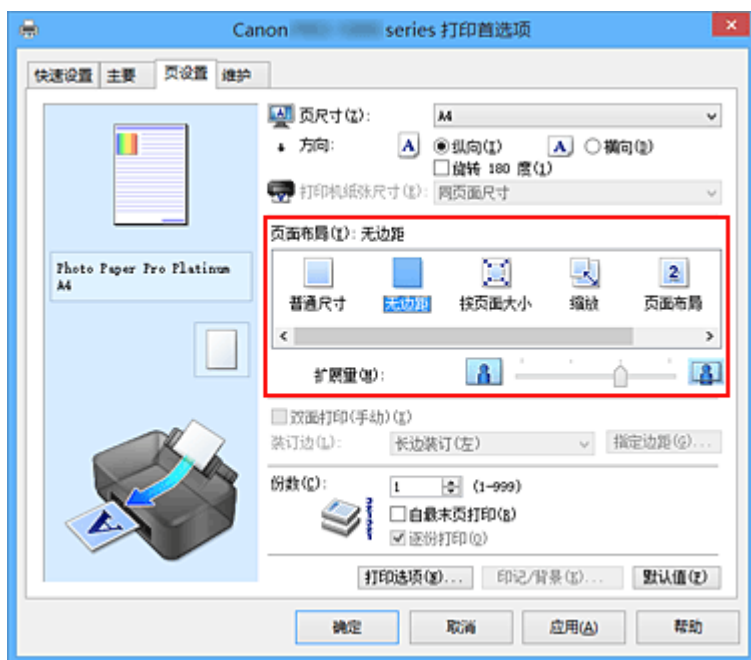 Canon series 打印首选项
快速设置 主要 页设置 维护
页尺寸(Z): A4
方向: A 纵向(T) A 横向(D)
旋转 180 度(1)
打印机纸张尺寸(E): 同页面尺寸
页面布局(Y): 无边距
Photo Paper Pro Platinum
A4
普通尺寸 无边距 按页面大小 缩放 页面布局
扩展量(M):
双面打印(手动)(X)
装订边(L): 长边装订(左) 指定边距(G)...
份数(C): 1 (1-999)
自最末页打印(B)
逐份打印(O)
打印选项(N)... 印记/背景(K)... 默认值(F)
确定 取消 应用(A) 帮助